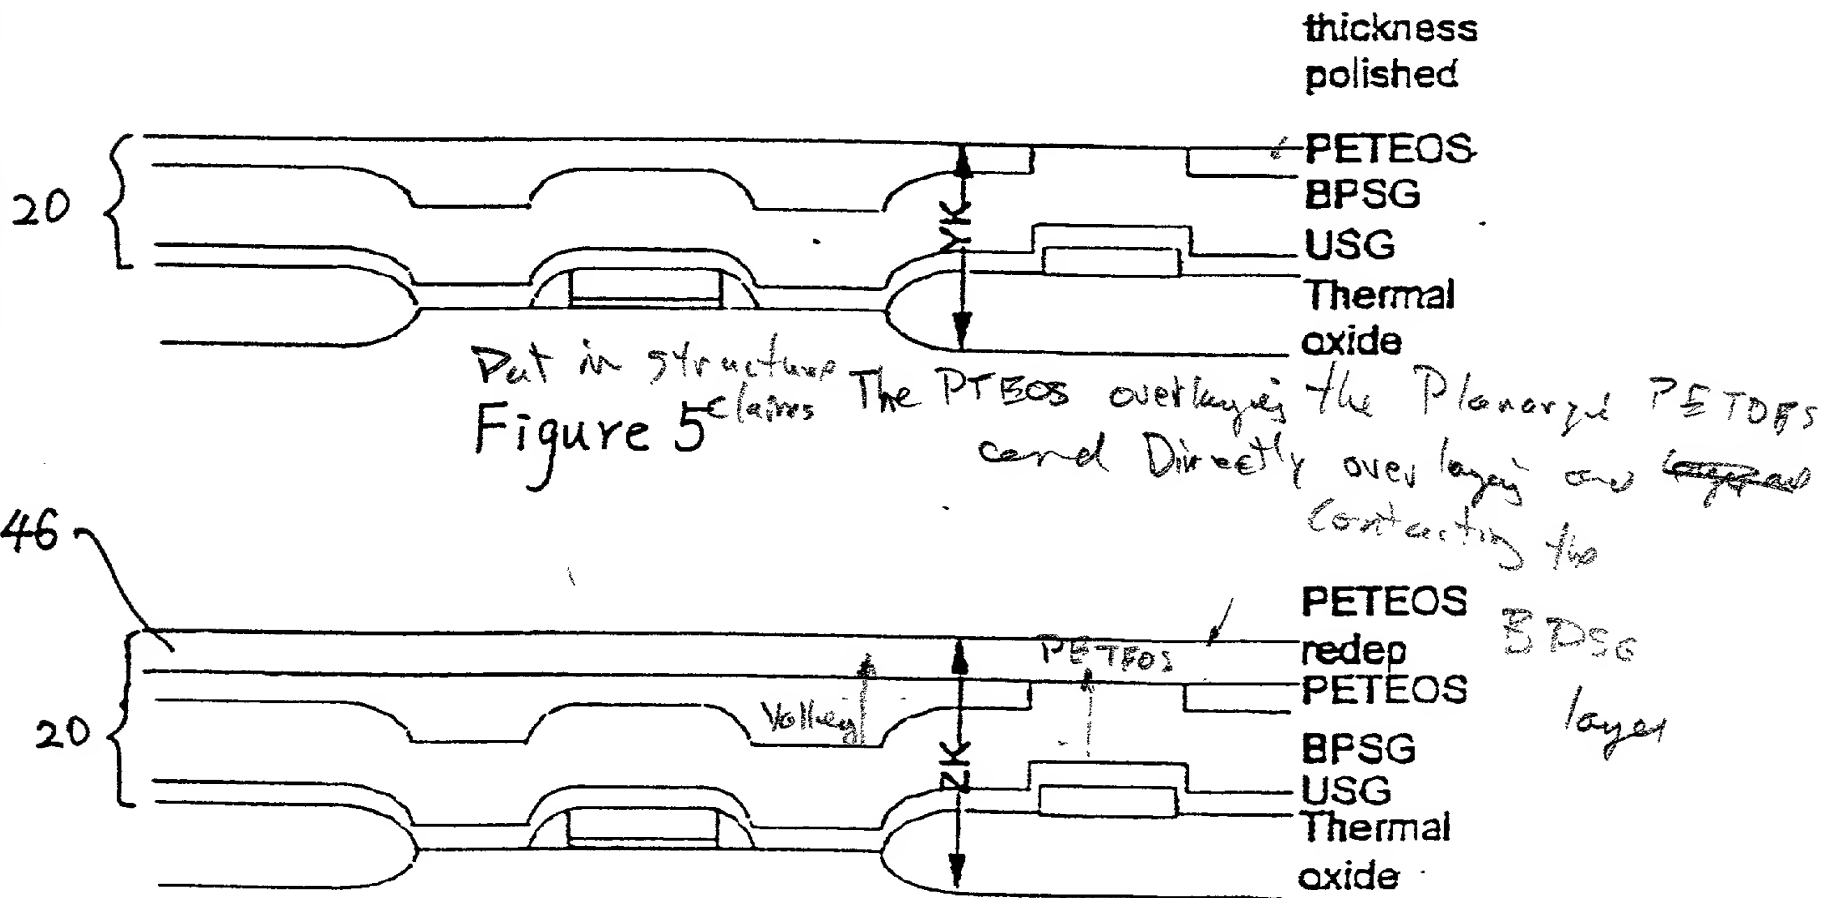 thickness
polished
PETEOS
BPSG
20
YK
USG
Thermal
oxide
Put in structure
claims The PTEOS overlaying the Planarze PETOES
Figure 5
and Directly overlaying and
contacting the
BPSG
layer
46
PETEOS
redep
PETEOS
PETEOS
Valley
20
ZK
BPSG
USG
Thermal
oxide